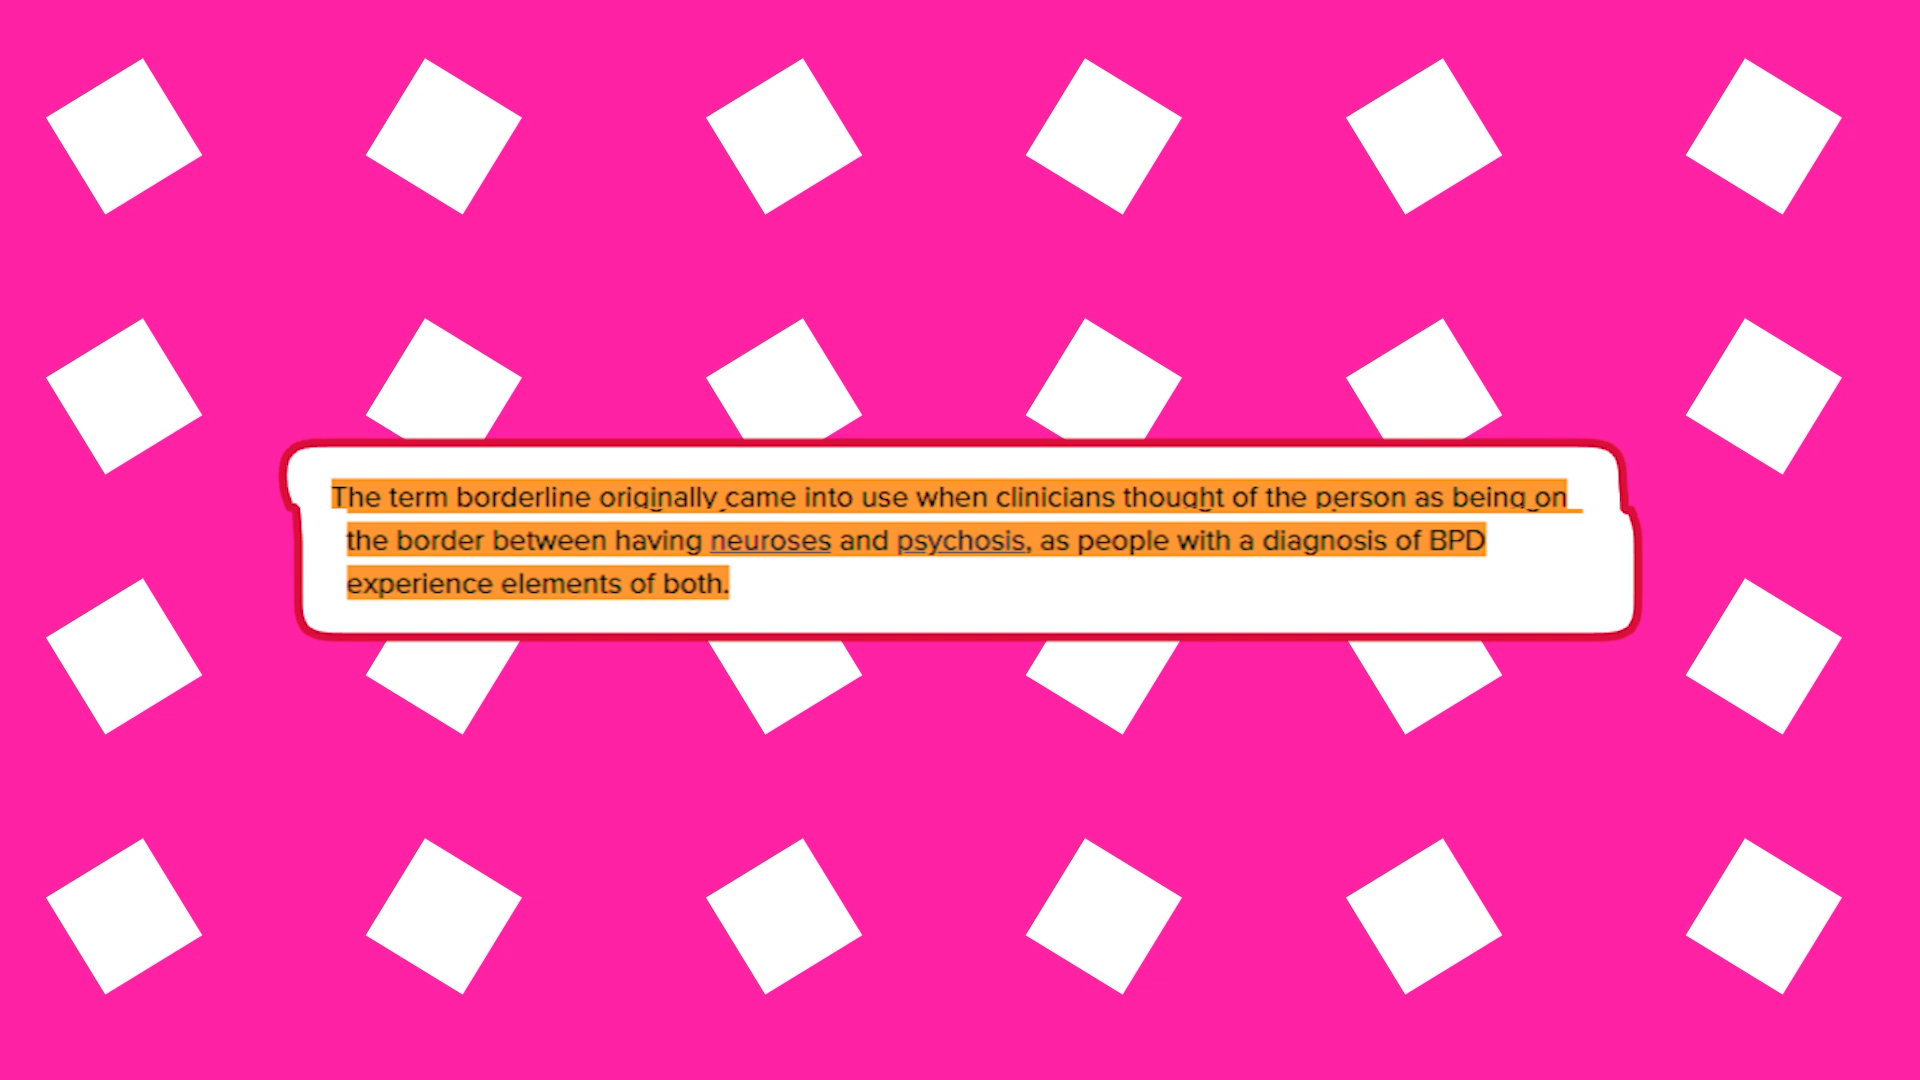 The term borderline originally came into use when clinicians thought of the person as being on
the border between having neuroses and psychosis, as people with a diagnosis of BPD
experience elements of both.